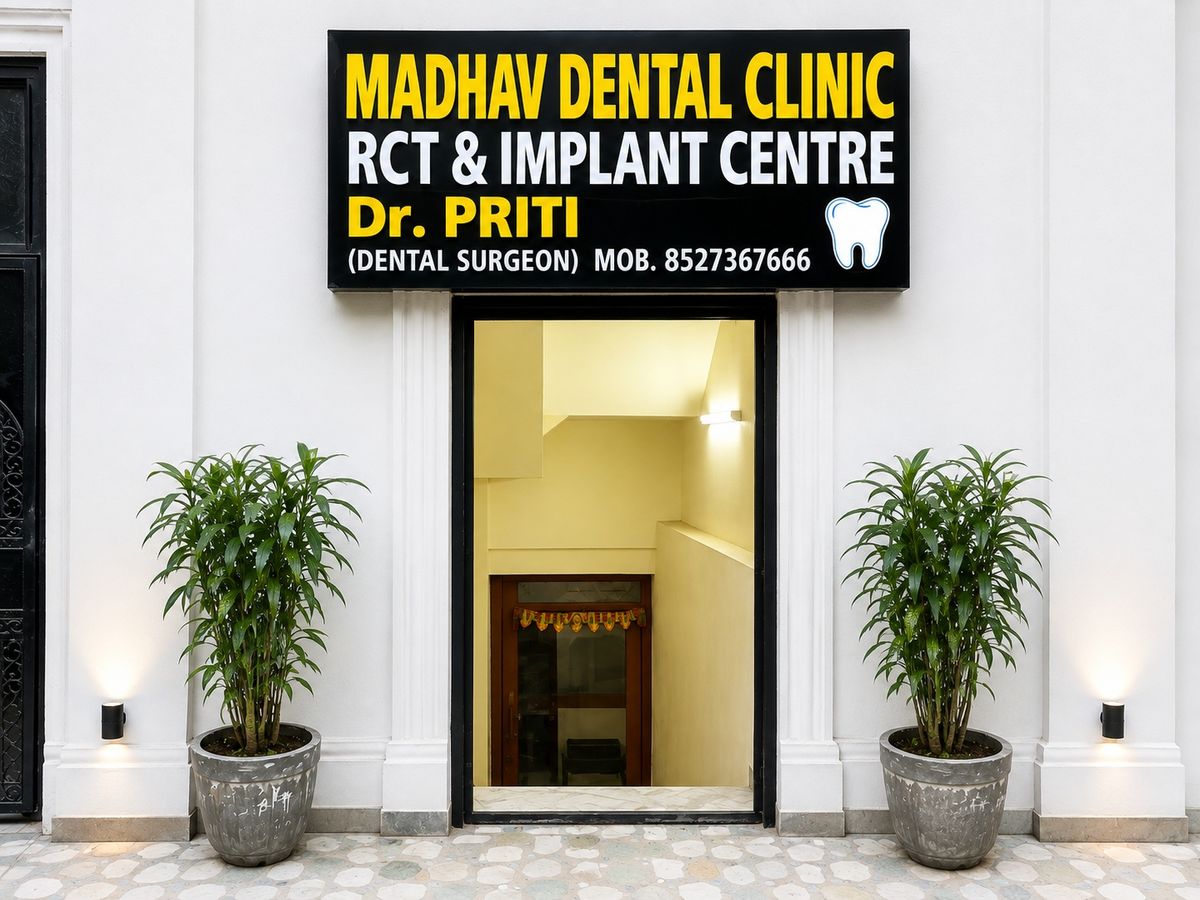 MADHAV DENTAL CLINIC
RCT & IMPLANT CENTRE
Dr. PRITI
(DENTAL SURGEON) MOB. 8527367666